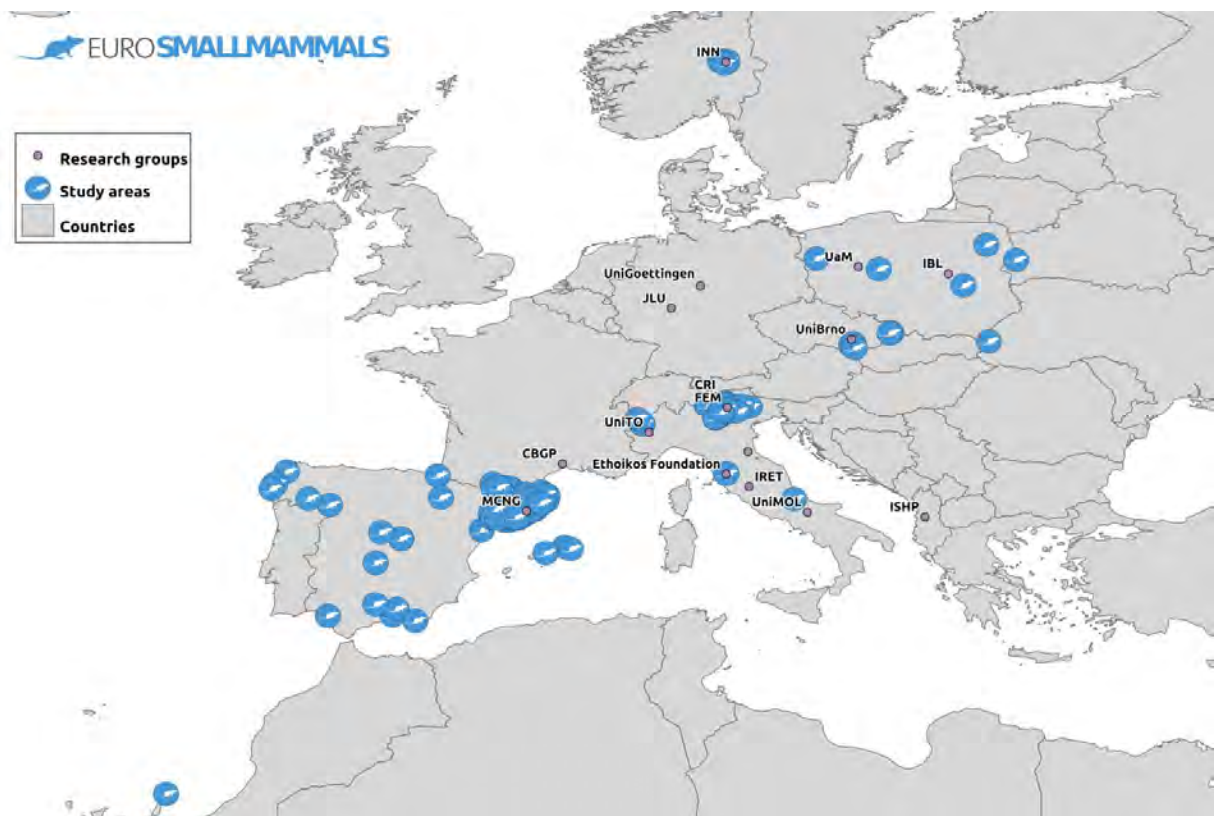 EUROSMALLMAMMALS
INN
Research groups
Study areas
Countries
UaM
IBL
UniGoettingen
JLU
UniBrno
CRI
FEM
UniTO
CBGP
Ethoikos Foundation
IRET
MCNG
UniMOL
ISHP